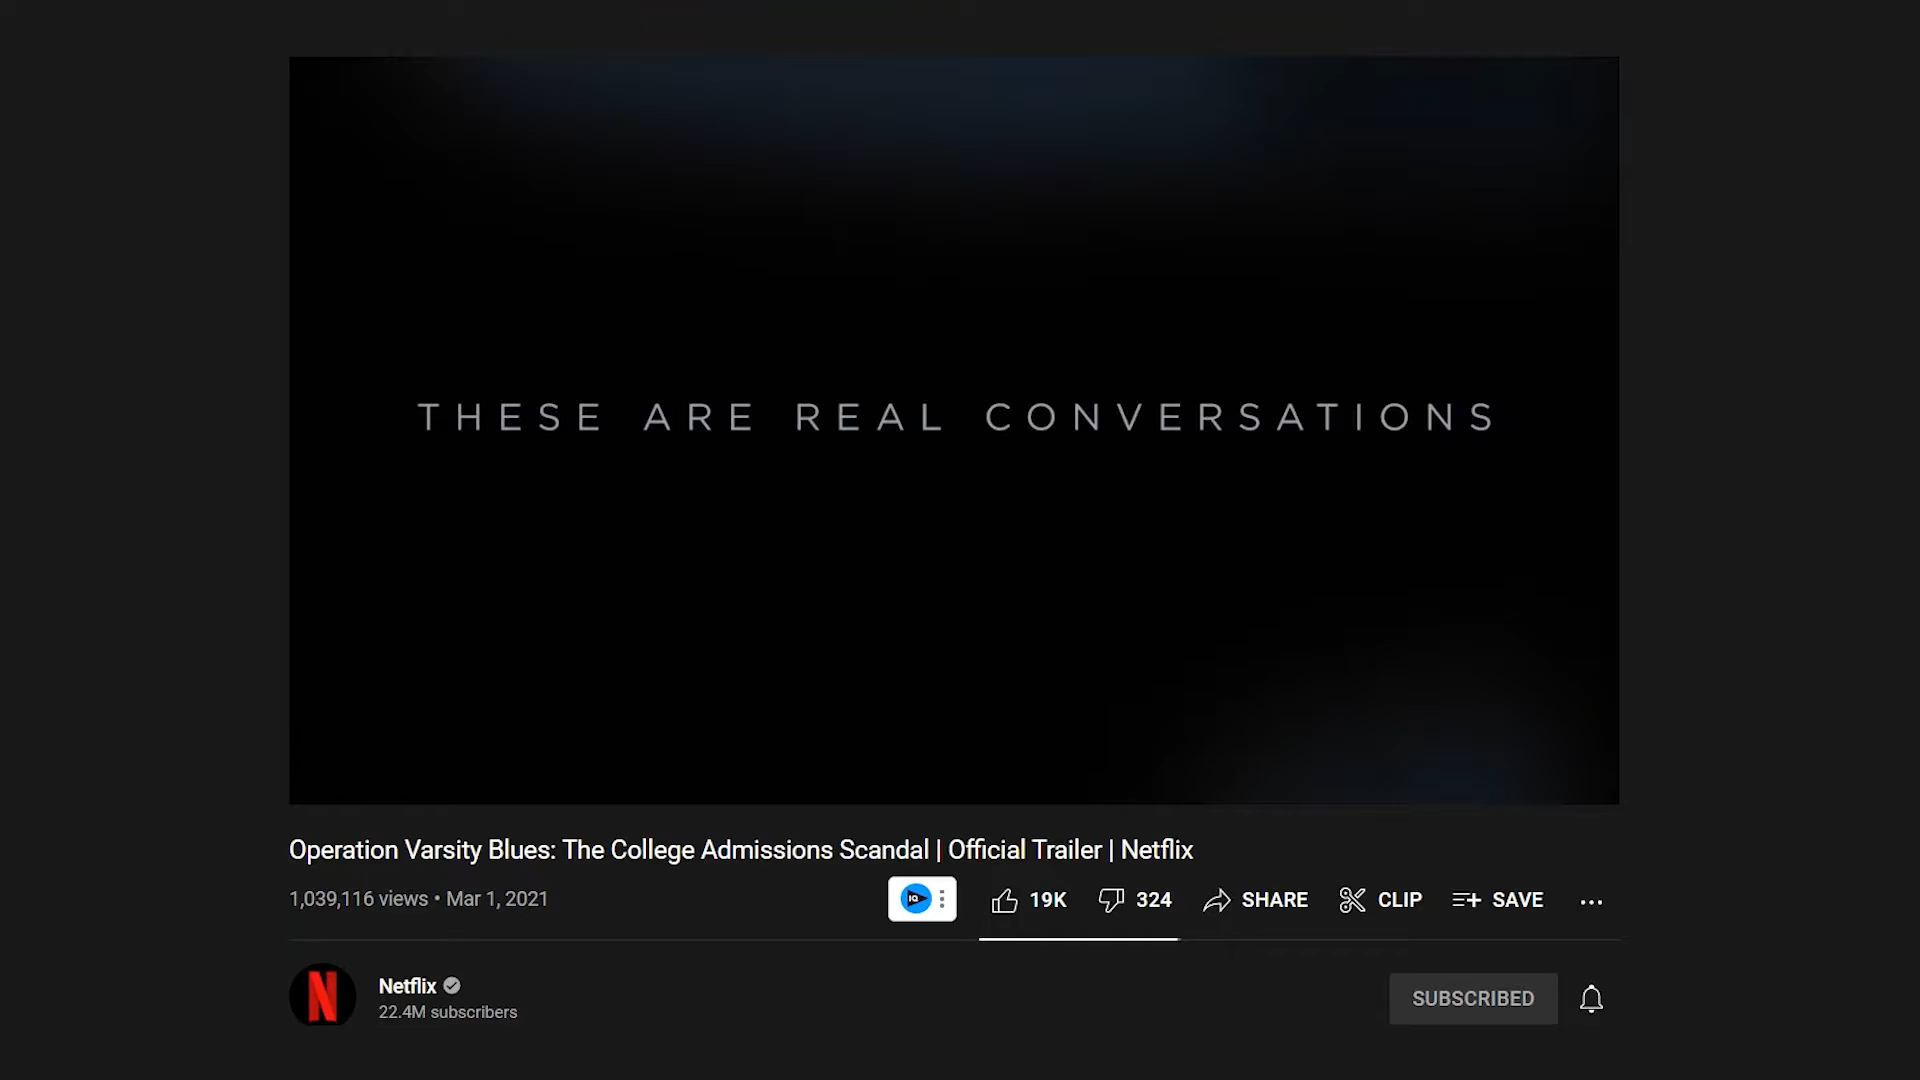 THESE ARE REAL CONVERSATIONS
Operation Varsity Blues: The College Admissions Scandal | Official Trailer | Netflix
1,039,116 views • Mar 1, 2021
IQ
19K
324
SHARE
CLIP
SAVE
N
Netflix
22.4M subscribers
SUBSCRIBED